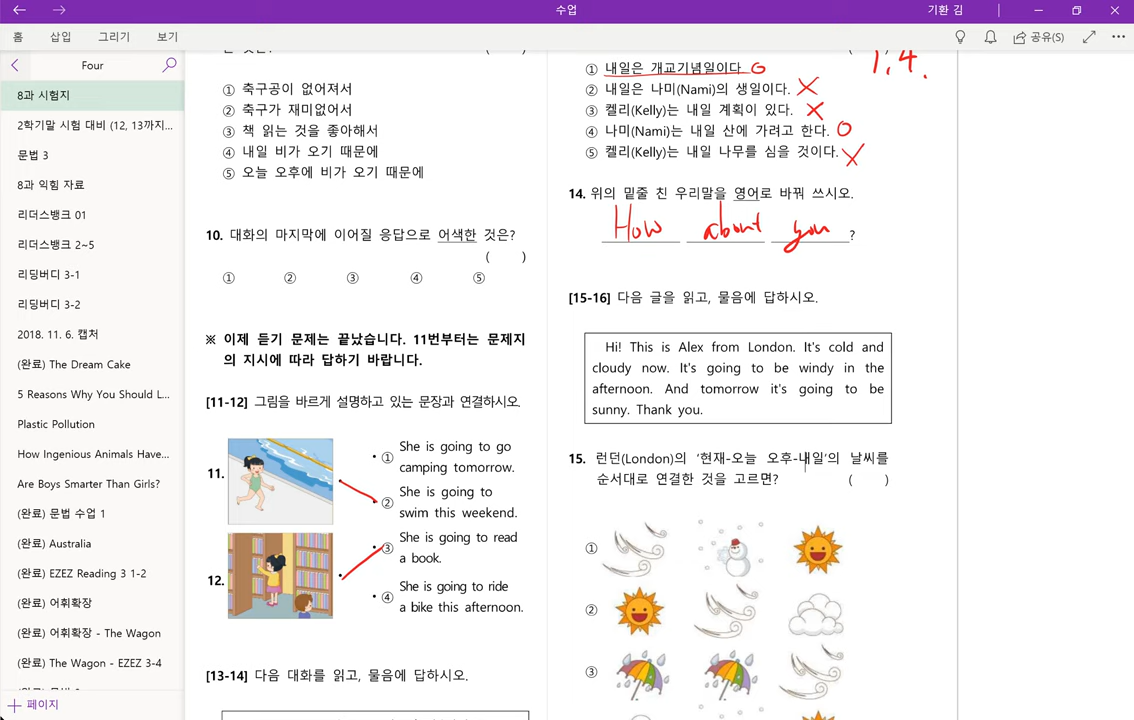 수업
기환 김
홈 삽입 그리기 보기
공유(S)
Four
8과 시험지
2학기말 시험 대비 (12, 13까지...
문법 3
8과 익힘 자료
리더스뱅크 01
리더스뱅크 2~5
리딩버디 3-1
리딩버디 3-2
2018. 11. 6. 캡처
(완료) The Dream Cake
5 Reasons Why You Should L...
Plastic Pollution
How Ingenious Animals Have...
Are Boys Smarter Than Girls?
(완료) 문법 수업 1
(완료) Australia
(완료) EZEZ Reading 3 1-2
(완료) 어휘확장
(완료) 어휘확장 - The Wagon
(완료) The Wagon - EZEZ 3-4
페이지
① 축구공이 없어져서
② 축구가 재미없어서
③ 책 읽는 것을 좋아해서
④ 내일 비가 오기 때문에
⑤ 오늘 오후에 비가 오기 때문에
10. 대화의 마지막에 이어질 응답으로 어색한 것은?
( )
① ② ③ ④ ⑤
※ 이제 듣기 문제는 끝났습니다. 11번부터는 문제지
의 지시에 따라 답하기 바랍니다.
[11-12] 그림을 바르게 설명하고 있는 문장과 연결하시오.
11.
① She is going to go
camping tomorrow.
② She is going to
swim this weekend.
12.
③ She is going to read
a book.
④ She is going to ride
a bike this afternoon.
[13-14] 다음 대화를 읽고, 물음에 답하시오.
1, 4.
① 내일은 개교기념일이다. O
② 내일은 나미(Nami)의 생일이다. X
③ 켈리(Kelly)는 내일 계획이 있다. X
④ 나미(Nami)는 내일 산에 가려고 한다. O
⑤ 켈리(Kelly)는 내일 나무를 심을 것이다. X
14. 위의 밑줄 친 우리말을 영어로 바꿔 쓰시오.
How about you ?
[15-16] 다음 글을 읽고, 물음에 답하시오.
Hi! This is Alex from London. It's cold and
cloudy now. It's going to be windy in the
afternoon. And tomorrow it's going to be
sunny. Thank you.
15. 런던(London)의 '현재-오늘 오후-내일'의 날씨를
순서대로 연결한 것을 고르면? ( )
①
②
③